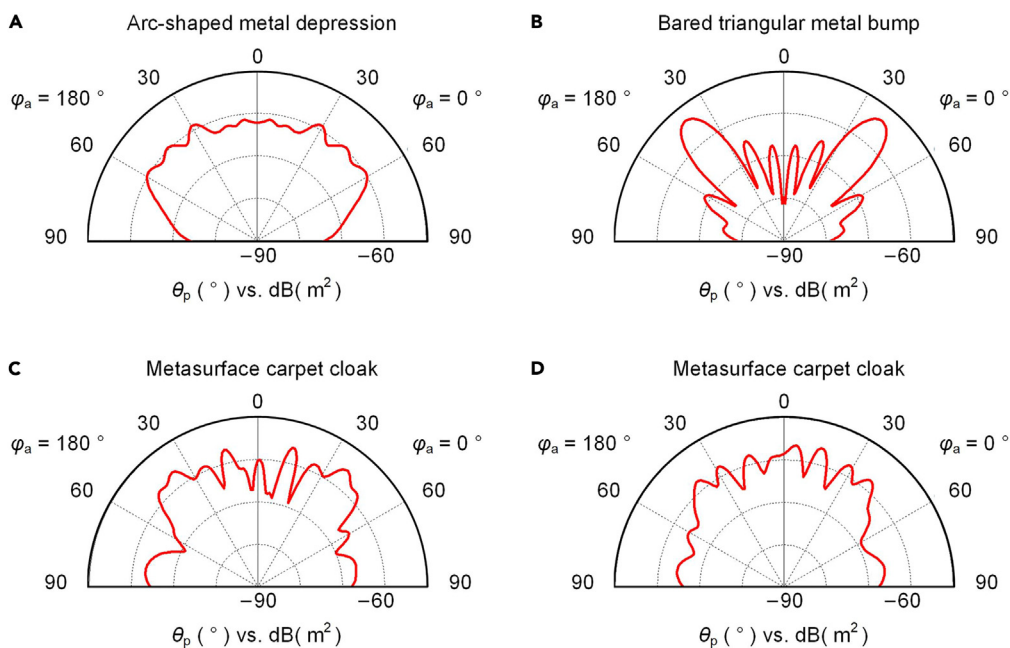 A Arc-shaped metal depression
0
30 30
φa = 180 ° φa = 0 °
60 60
90 90
−90 −60
θp ( ° ) vs. dB( m²)
B Bared triangular metal bump
0
30 30
φa = 180 ° φa = 0 °
60 60
90 90
−90 −60
θp ( ° ) vs. dB( m²)
C Metasurface carpet cloak
0
30 30
φa = 180 ° φa = 0 °
60 60
90 90
−90 −60
θp ( ° ) vs. dB( m²)
D Metasurface carpet cloak
0
30 30
φa = 180 ° φa = 0 °
60 60
90 90
−90 −60
θp ( ° ) vs. dB( m²)